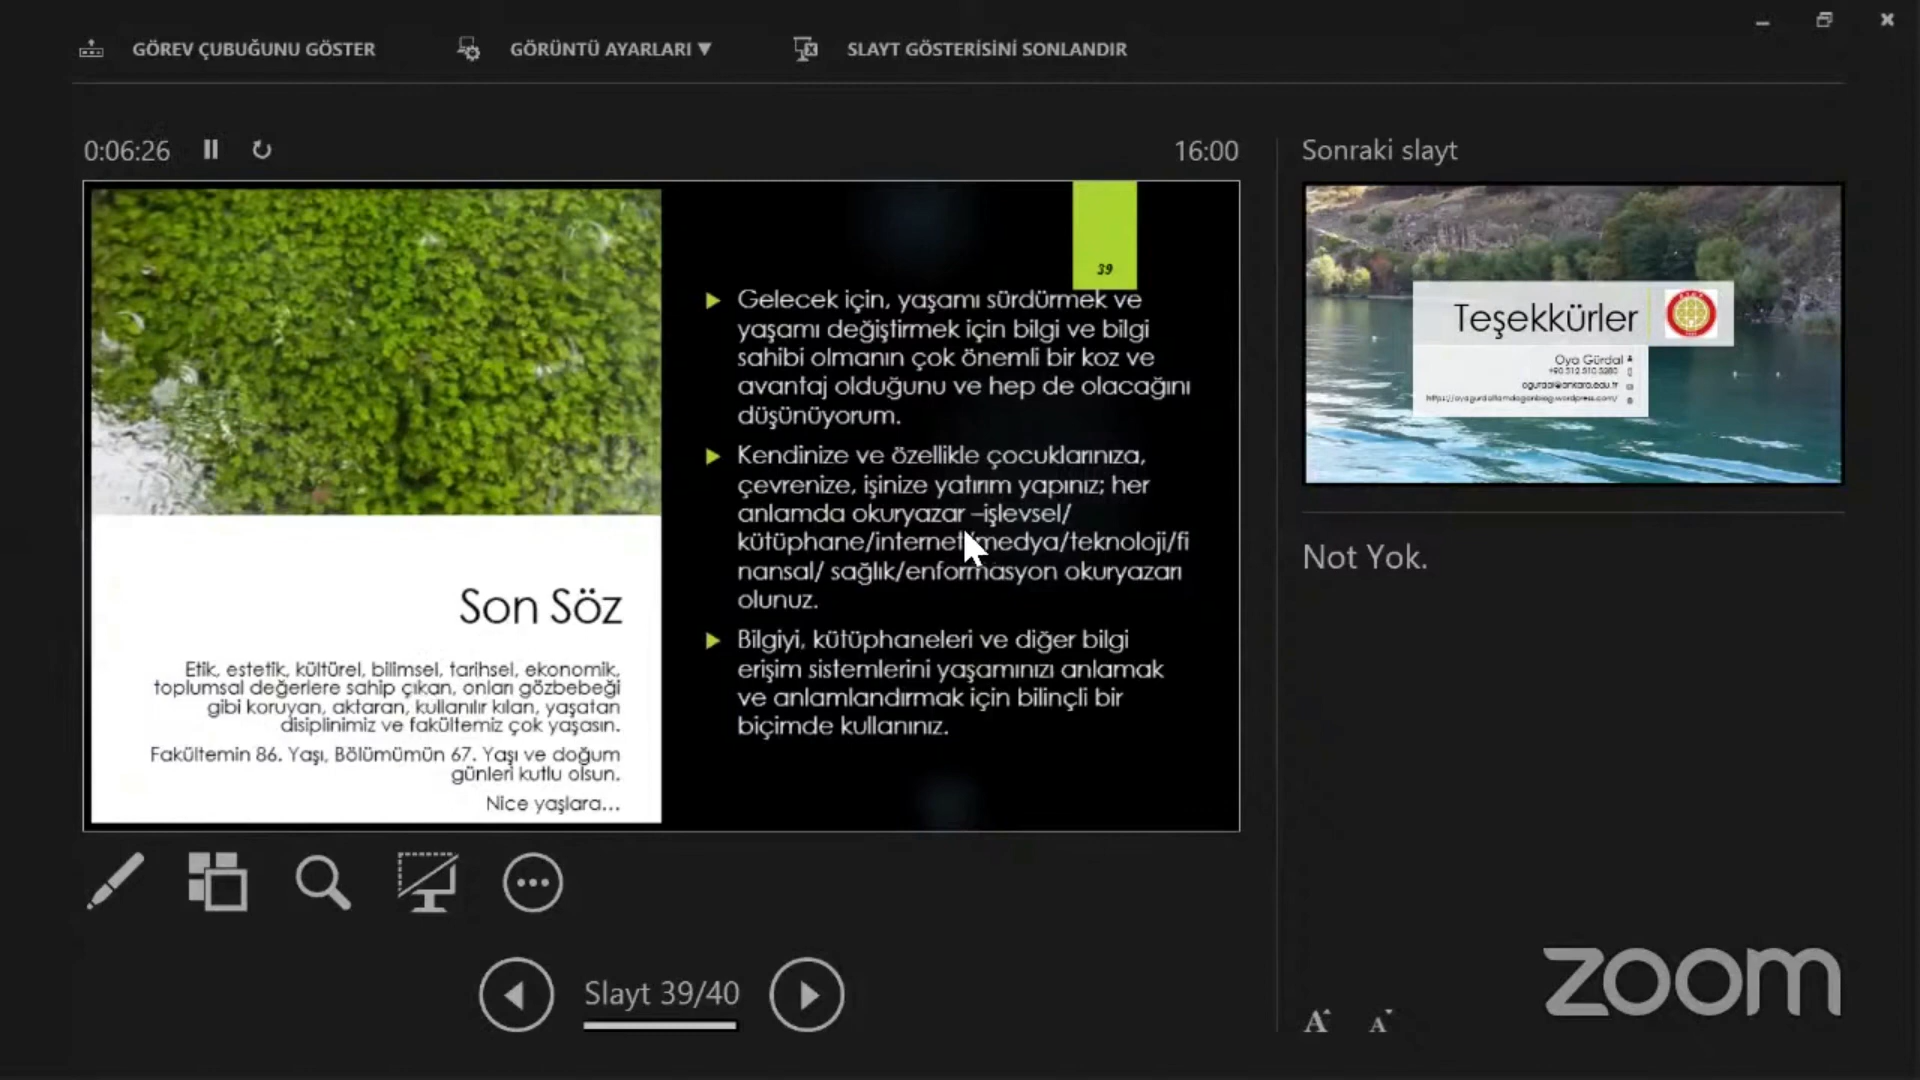 GÖREV ÇUBUĞUNU GÖSTER
GÖRÜNTÜ AYARLARI
SLAYT GÖSTERİSİNİ SONLANDIR
0:06:26
16:00
39
Gelecek için, yaşamı sürdürmek ve
yaşamı değiştirmek için bilgi ve bilgi
sahibi olmanın çok önemli bir koz ve
avantaj olduğunu ve hep de olacağını
düşünüyorum.
Kendinize ve özellikle çocuklarınıza,
çevrenize, işinize yatırım yapınız; her
anlamda okuryazar –işlevsel/
kütüphane/internet/medya/teknoloji/fi
nansal/ sağlık/enformasyon okuryazarı
olunuz.
Bilgiyi, kütüphaneleri ve diğer bilgi
erişim sistemlerini yaşamınızı anlamak
ve anlamlandırmak için bilinçli bir
biçimde kullanınız.
Son Söz
Etik, estetik, kültürel, bilimsel, tarihsel, ekonomik,
toplumsal değerlere sahip çıkan, onları gözbebeği
gibi koruyan, aktaran, kullanılır kılan, yaşatan
disiplinimiz ve fakültemiz çok yaşasın.
Fakültemin 86. Yaşı, Bölümümün 67. Yaşı ve doğum
günleri kutlu olsun.
Nice yaşlara...
Slayt 39/40
Sonraki slayt
Teşekkürler
Oya Gürdal
ogurdal@ankara.edu.tr
Not Yok.
A A
zoom